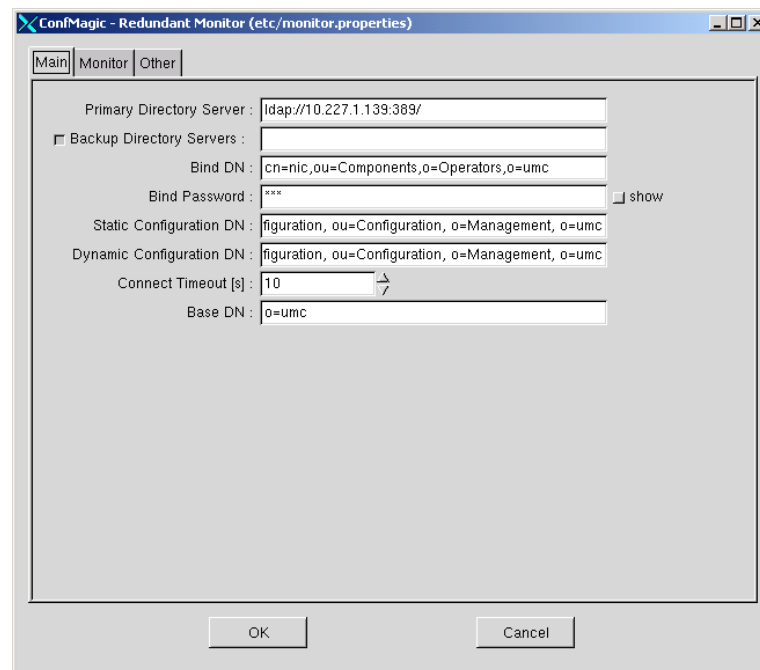 ConfMagic - Redundant Monitor (etc/monitor.properties)
Main Monitor Other
Primary Directory Server : ldap://10.227.1.139:389/
Backup Directory Servers :
Bind DN : cn=nic,ou=Components,o=Operators,o=umc
Bind Password : *** show
Static Configuration DN : figuration, ou=Configuration, o=Management, o=umc
Dynamic Configuration DN : figuration, ou=Configuration, o=Management, o=umc
Connect Timeout [s] : 10
Base DN : o=umc
OK Cancel